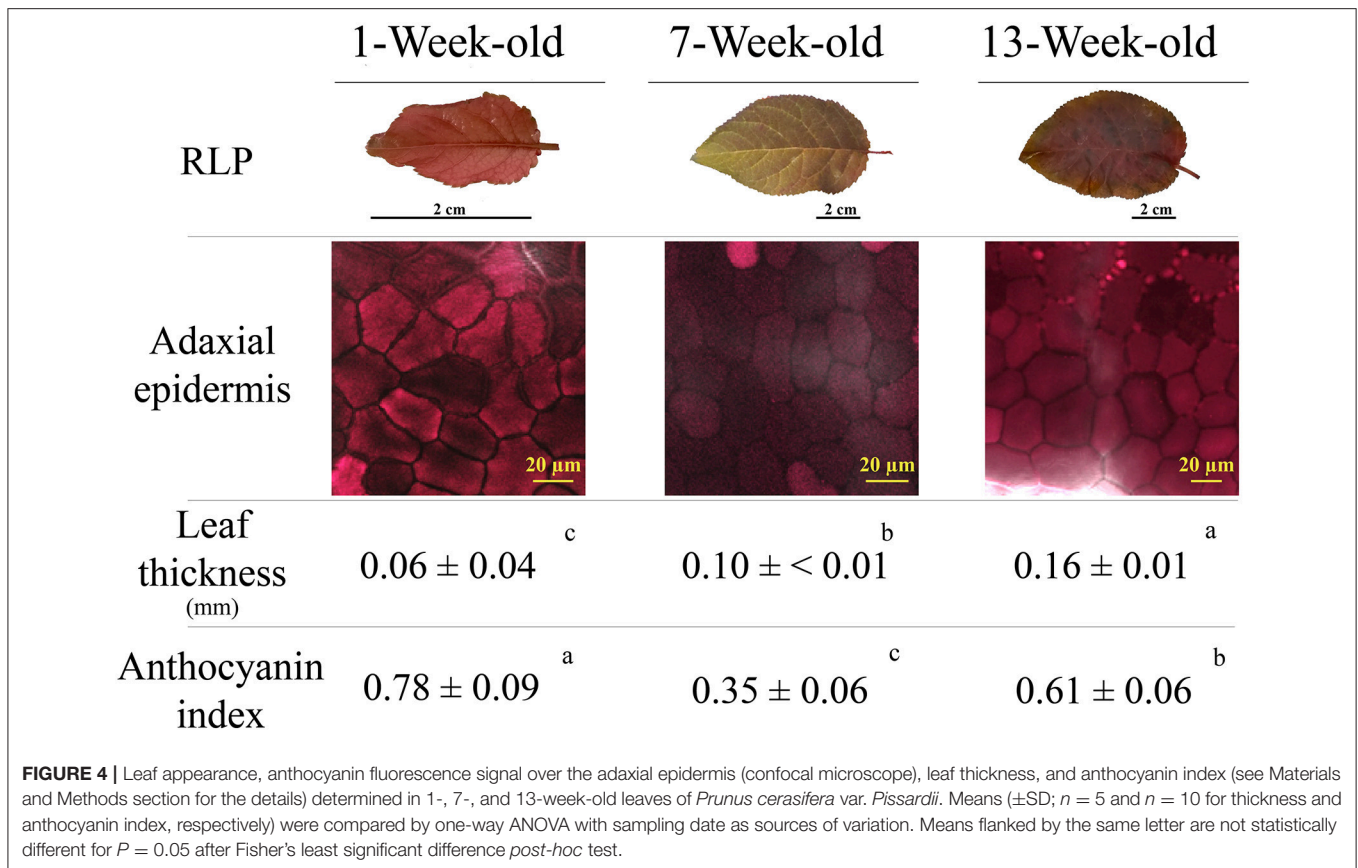 1-Week-old 7-Week-old 13-Week-old
RLP
2 cm 2 cm 2 cm
Adaxial
epidermis
20 µm 20 µm 20 µm
Leaf
thickness
(mm)
0.06 ± 0.04 c 0.10 ± < 0.01 b 0.16 ± 0.01 a
Anthocyanin
index
0.78 ± 0.09 a 0.35 ± 0.06 c 0.61 ± 0.06 b
FIGURE 4 | Leaf appearance, anthocyanin fluorescence signal over the adaxial epidermis (confocal microscope), leaf thickness, and anthocyanin index (see Materials
and Methods section for the details) determined in 1-, 7-, and 13-week-old leaves of Prunus cerasifera var. Pissardii. Means (±SD; n = 5 and n = 10 for thickness and
anthocyanin index, respectively) were compared by one-way ANOVA with sampling date as sources of variation. Means flanked by the same letter are not statistically
different for P = 0.05 after Fisher's least significant difference post-hoc test.